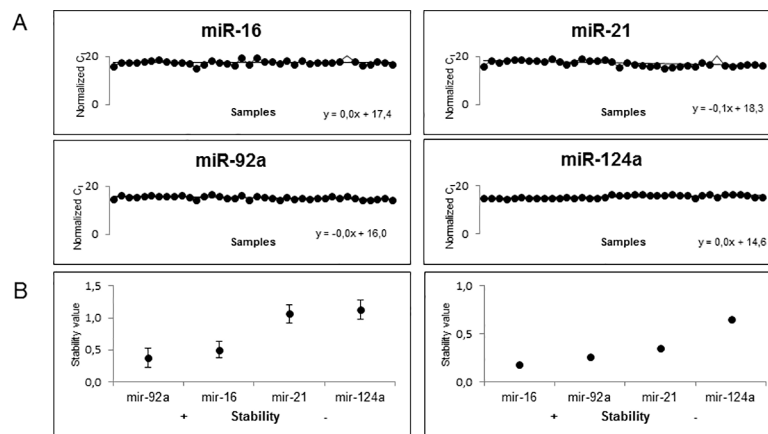 A
miR-16
Normalized CT
20
0
Samples
y = 0,0x + 17,4
miR-21
Normalized CT
20
0
Samples
y = -0,1x + 18,3
miR-92a
Normalized CT
20
0
Samples
y = -0,0x + 16,0
miR-124a
Normalized CT
20
0
Samples
y = 0,0x + 14,6
B
Stability value
1,5
1,0
0,5
0,0
mir-92a mir-16 mir-21 mir-124a
+ Stability -
Stability value
1,0
0,5
0,0
mir-16 mir-92a mir-21 mir-124a
+ Stability -